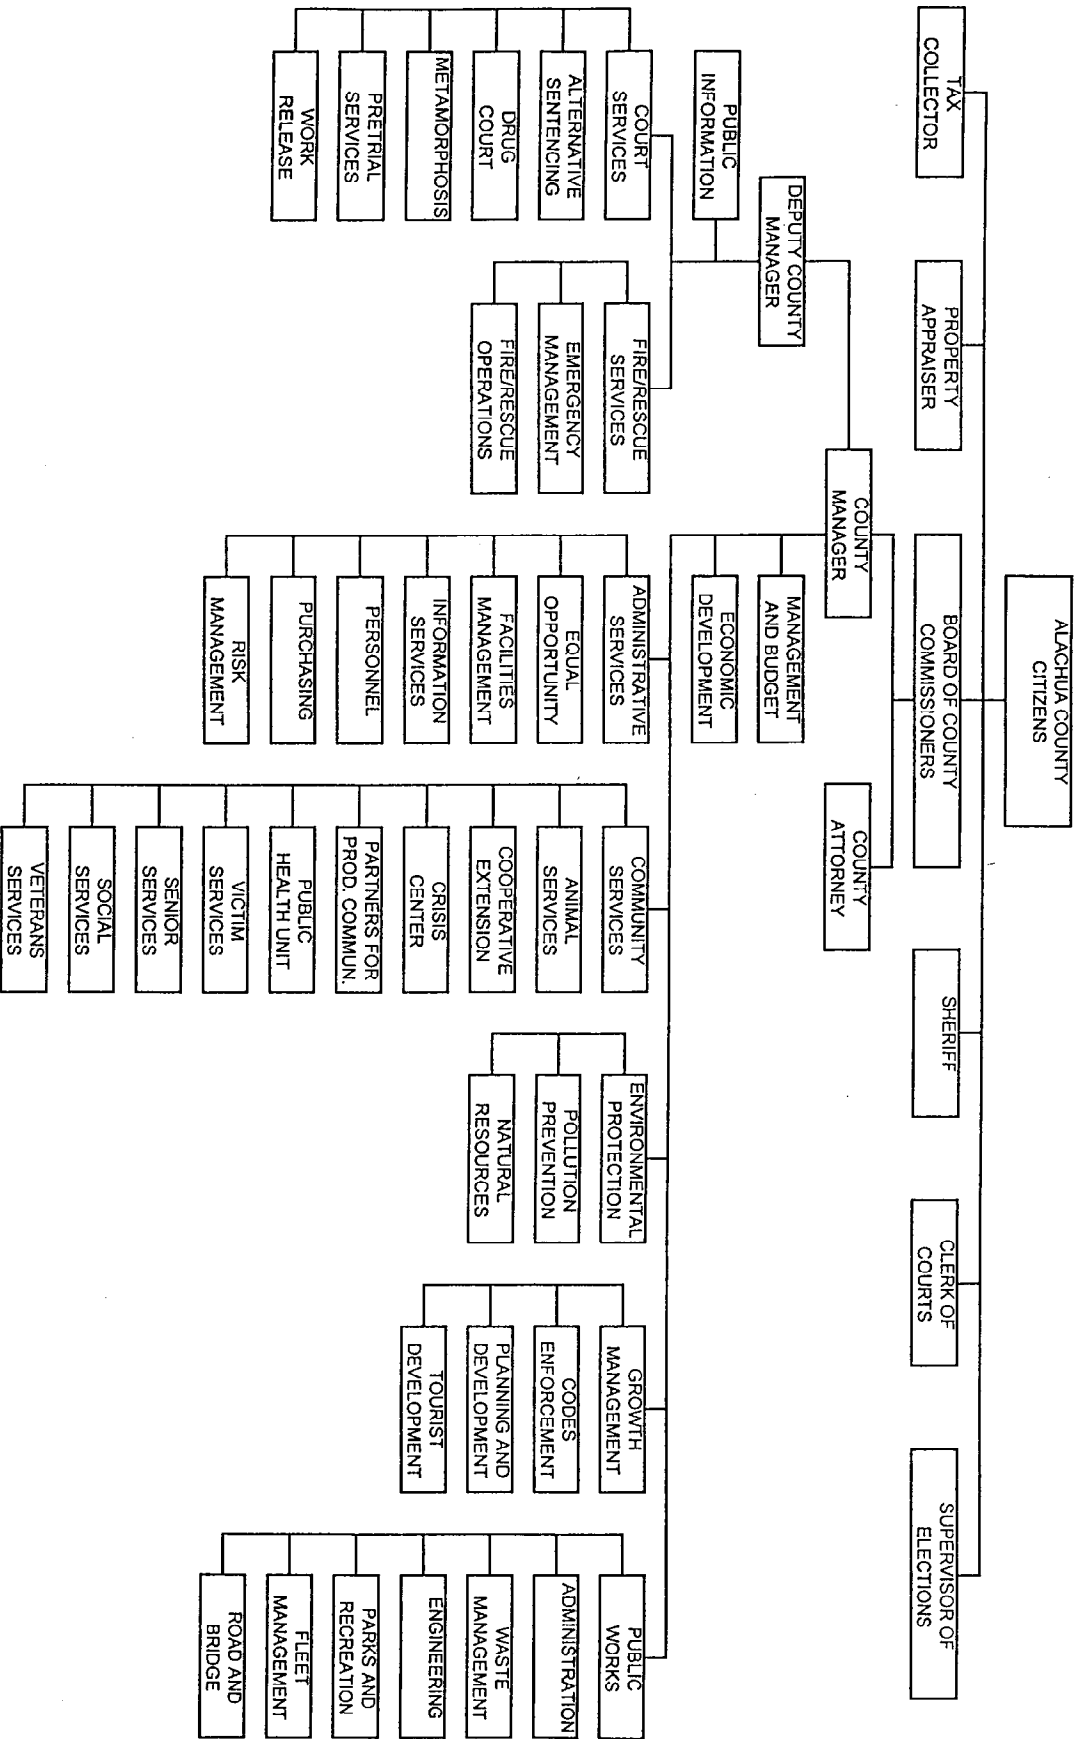 ALACHUA COUNTY
CITIZENS
TAX
COLLECTOR
PROPERTY
APPRAISER
BOARD OF COUNTY
COMMISSIONERS
SHERIFF
CLERK OF
COURTS
SUPERVISOR OF
ELECTIONS
COUNTY
MANAGER
COUNTY
ATTORNEY
DEPUTY COUNTY
MANAGER
MANAGEMENT
AND BUDGET
PUBLIC
INFORMATION
ECONOMIC
DEVELOPMENT
COURT
SERVICES
ALTERNATIVE
SENTENCING
DRUG
COURT
METAMORPHOSIS
PRETRIAL
SERVICES
WORK
RELEASE
FIRE/RESCUE
SERVICES
EMERGENCY
MANAGEMENT
FIRE/RESCUE
OPERATIONS
ADMINISTRATIVE
SERVICES
EQUAL
OPPORTUNITY
FACILITIES
MANAGEMENT
INFORMATION
SERVICES
PERSONNEL
PURCHASING
RISK
MANAGEMENT
COMMUNITY
SERVICES
ANIMAL
SERVICES
COOPERATIVE
EXTENSION
CRISIS
CENTER
PARTNERS FOR
PROD. COMMUN.
PUBLIC
HEALTH UNIT
VICTIM
SERVICES
SENIOR
SERVICES
SOCIAL
SERVICES
VETERANS
SERVICES
ENVIRONMENTAL
PROTECTION
POLLUTION
PREVENTION
NATURAL
RESOURCES
GROWTH
MANAGEMENT
CODES
ENFORCEMENT
PLANNING AND
DEVELOPMENT
TOURIST
DEVELOPMENT
PUBLIC
WORKS
ADMINISTRATION
WASTE
MANAGEMENT
ENGINEERING
PARKS AND
RECREATION
FLEET
MANAGEMENT
ROAD AND
BRIDGE